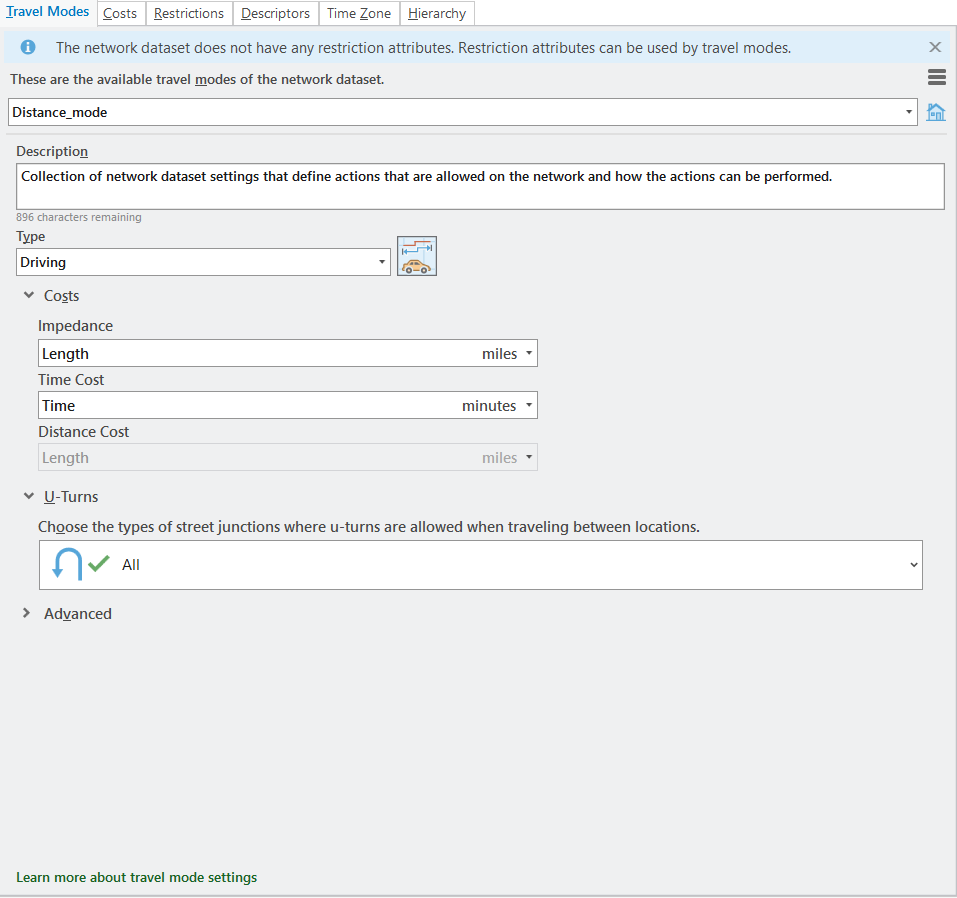 Travel Modes Costs Restrictions Descriptors Time Zone Hierarchy
The network dataset does not have any restriction attributes. Restriction attributes can be used by travel modes.
These are the available travel modes of the network dataset.
Distance_mode
Description
Collection of network dataset settings that define actions that are allowed on the network and how the actions can be performed.
896 characters remaining
Type
Driving
Costs
Impedance
Length miles
Time Cost
Time minutes
Distance Cost
Length miles
U-Turns
Choose the types of street junctions where u-turns are allowed when traveling between locations.
All
Advanced
Learn more about travel mode settings